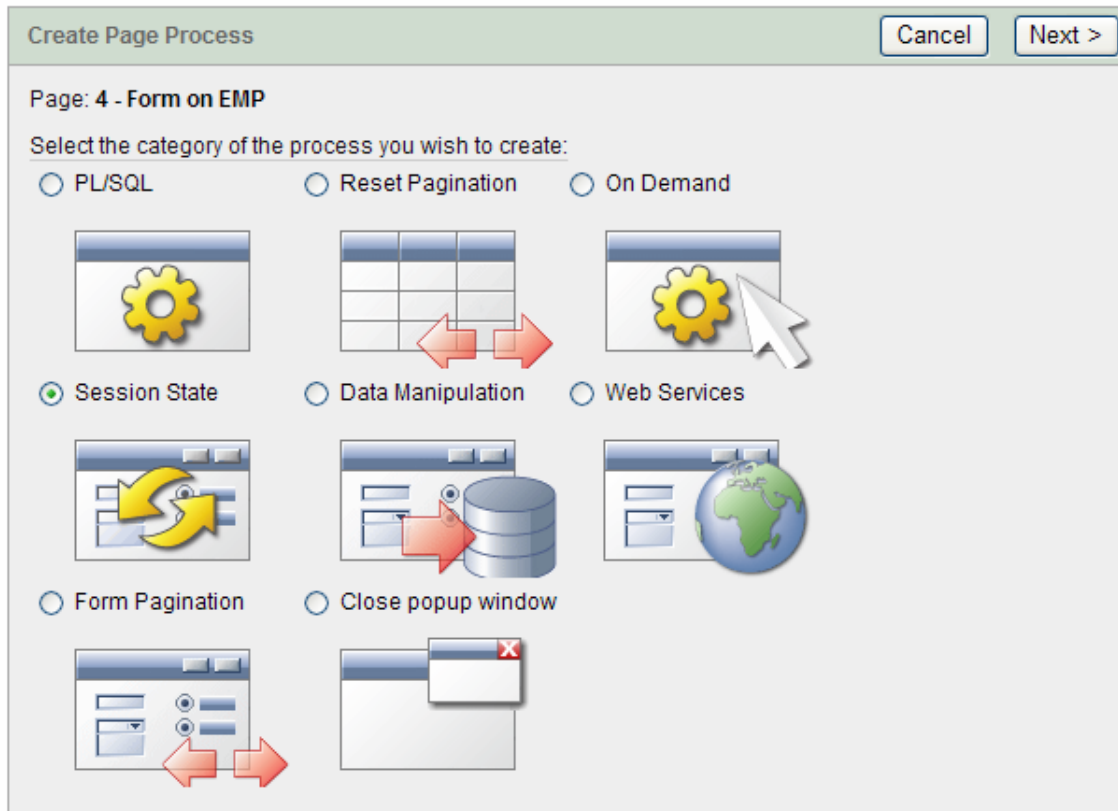 Create Page Process Cancel Next >
Page: 4 - Form on EMP
Select the category of the process you wish to create:
PL/SQL Reset Pagination On Demand
Session State Data Manipulation Web Services
Form Pagination Close popup window